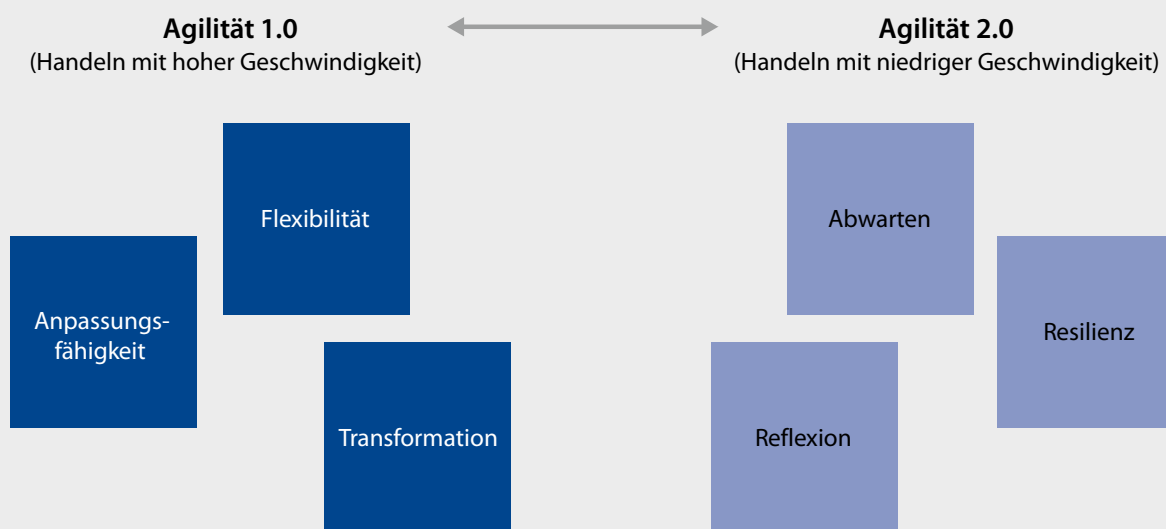 Agilität 1.0
(Handeln mit hoher Geschwindigkeit)
Agilität 2.0
(Handeln mit niedriger Geschwindigkeit)
Flexibilität
Anpassungs-
fähigkeit
Transformation
Abwarten
Resilienz
Reflexion